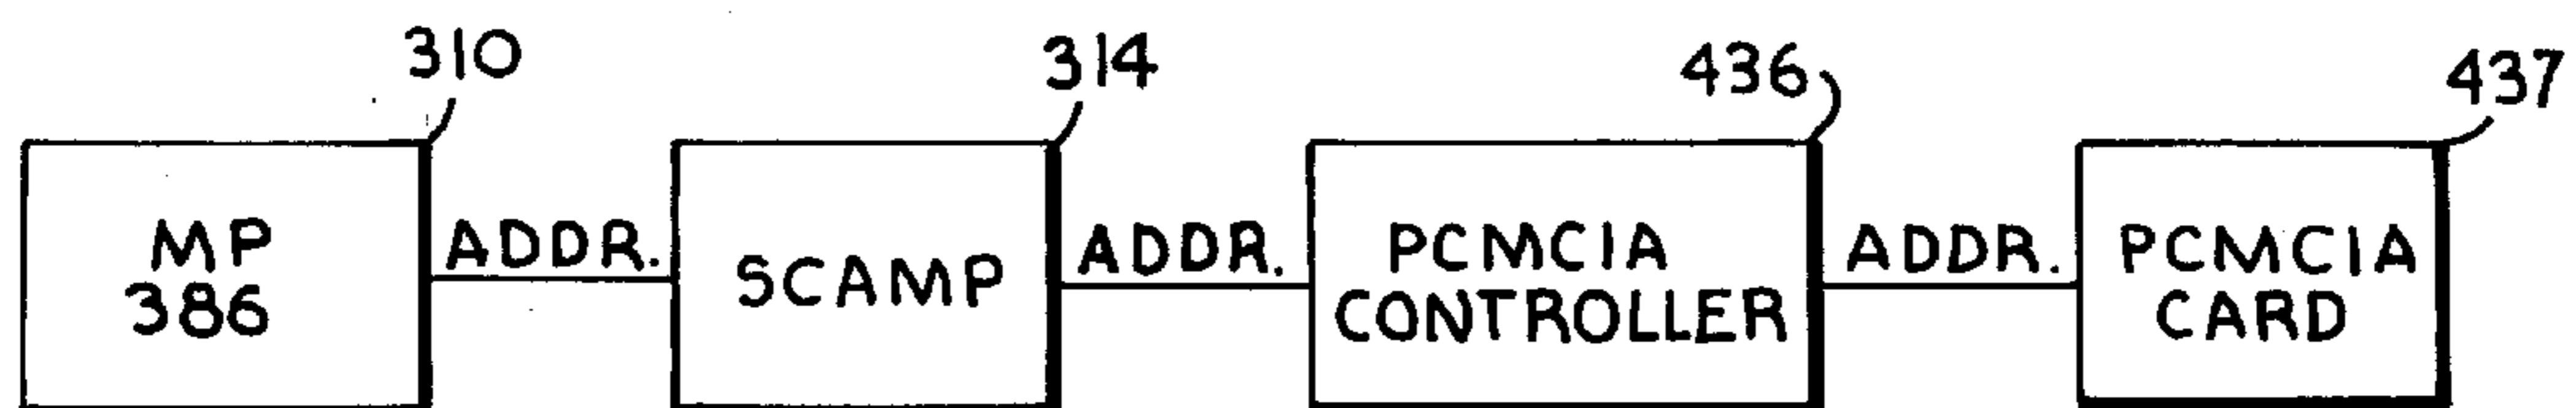 310
314
436
437
MP
386
ADDR.
SCAMP
ADDR.
PCMCIA
CONTROLLER
ADDR.
PCMCIA
CARD